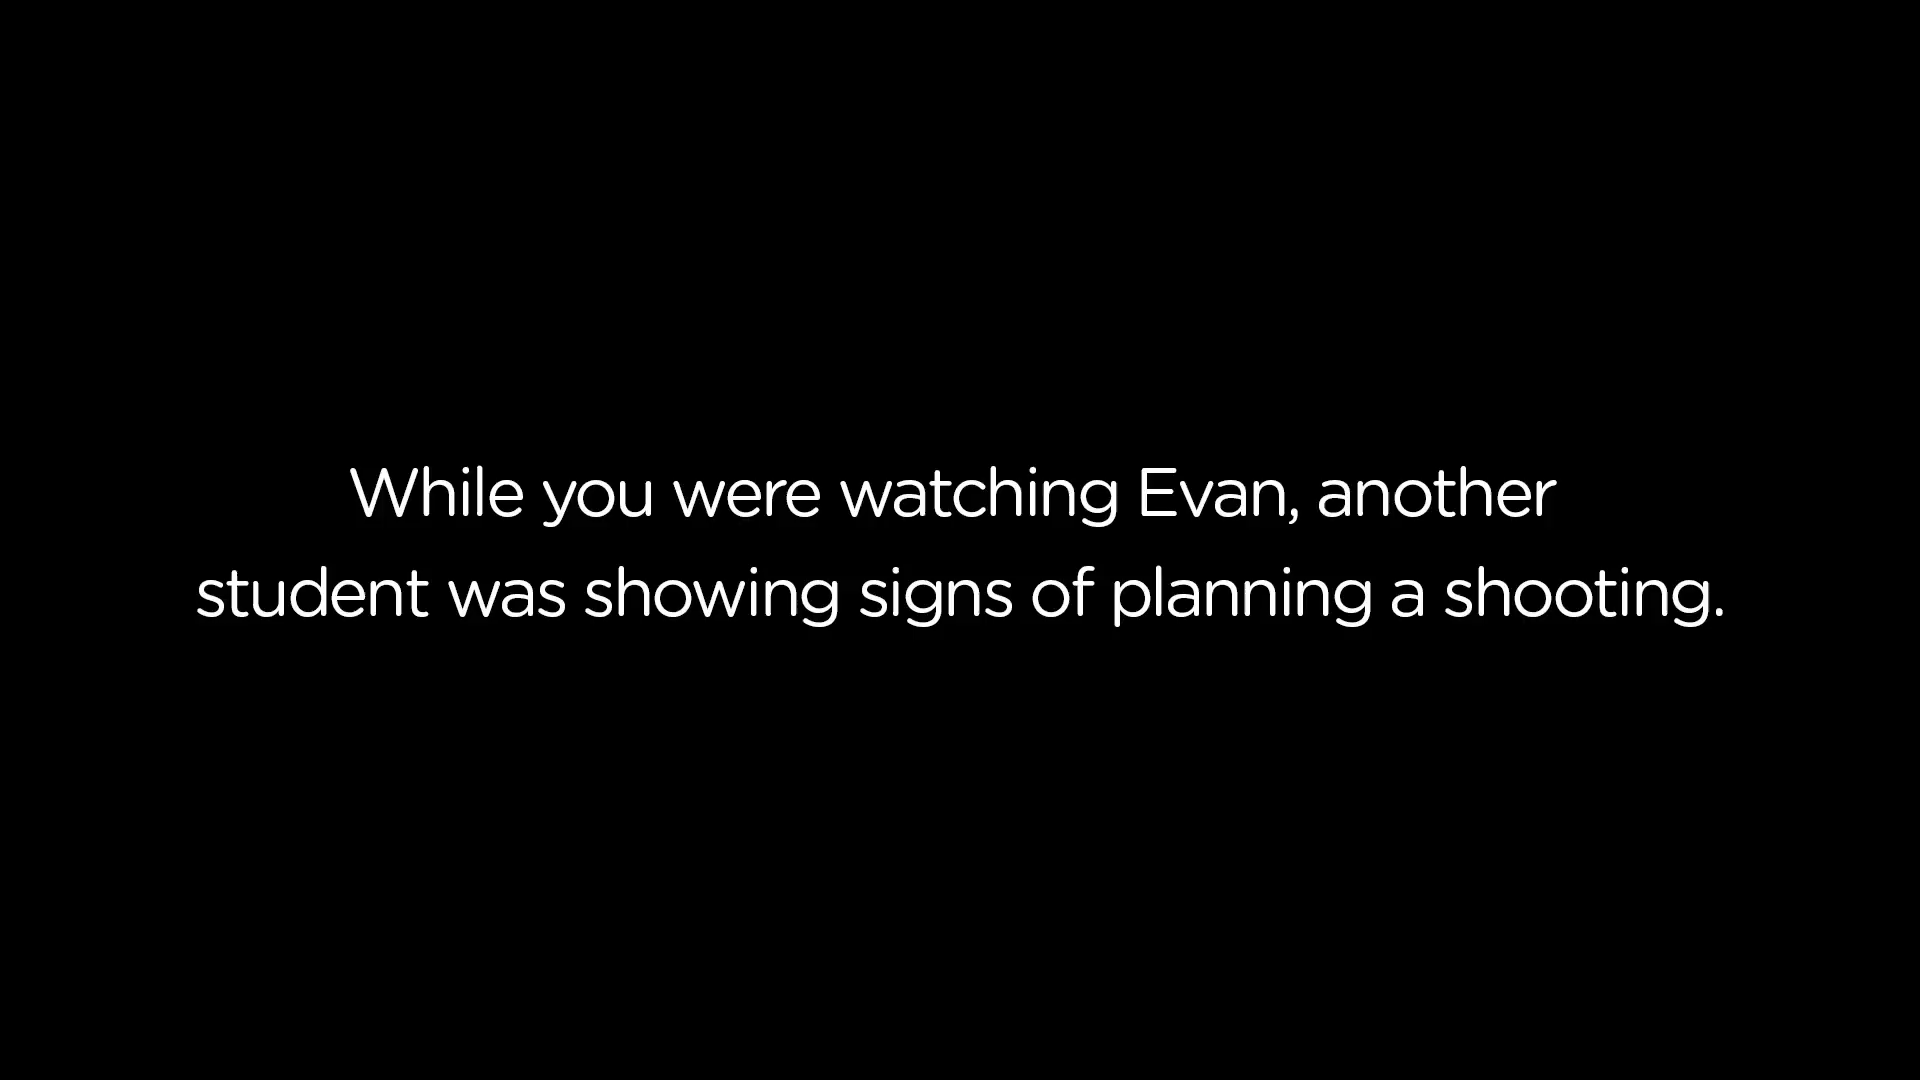 While you were watching Evan, another
student was showing signs of planning a shooting.